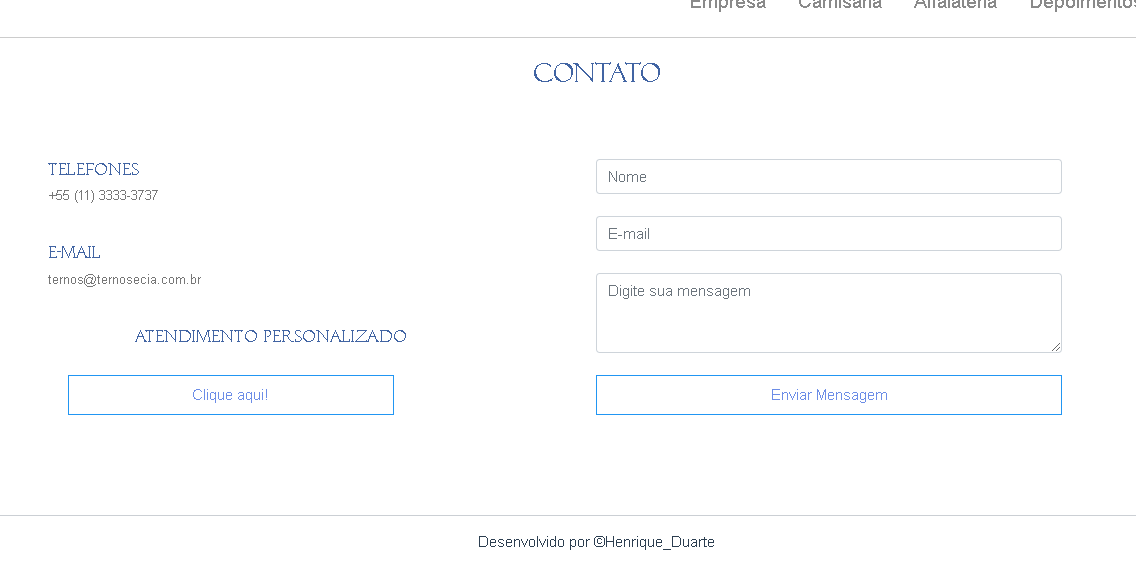 Empresa Camisaria Alfaiataria Depoimentos
CONTATO
TELEFONES
+55 (11) 3333-3737
E-MAIL
ternos@ternosecia.com.br
ATENDIMENTO PERSONALIZADO
Clique aqui!
Nome
E-mail
Digite sua mensagem
Enviar Mensagem
Desenvolvido por ©Henrique_Duarte